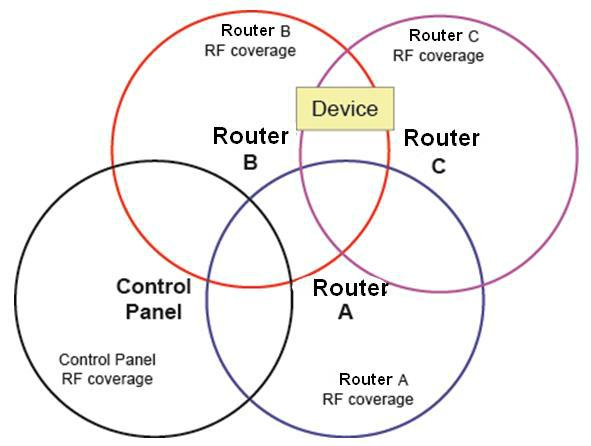 Router B
RF coverage
Router C
RF coverage
Device
Router
B
Router
C
Control
Panel
Router
A
Control Panel
RF coverage
Router A
RF coverage